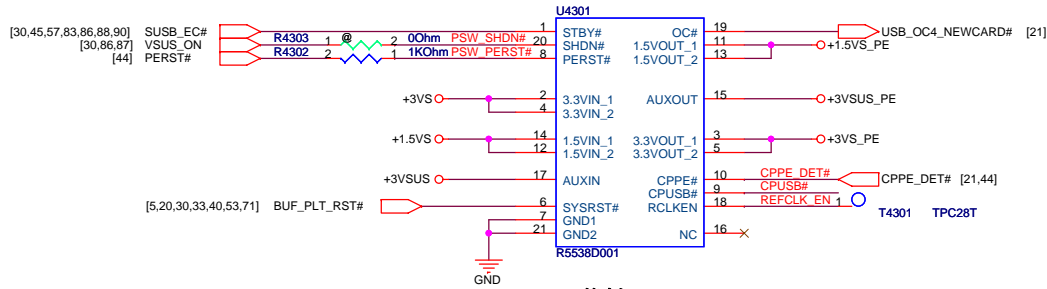 U4301
[30,45,57,83,86,88,90] SUSB_EC# 1 STBY# OC# 19 USB_OC4_NEWCARD# [21]
[30,86,87] VSUS_ON R4303 1 @ 2 0Ohm PSW_SHDN# 20 SHDN# 1.5VOUT_1 11 +1.5VS_PE
[44] PERST# R4302 2 1 1KOhm PSW_PERST# 8 PERST# 1.5VOUT_2 13
+3VS 2 3.3VIN_1 AUXOUT 15 +3VSUS_PE
4 3.3VIN_2
+1.5VS 14 1.5VIN_1 3.3VOUT_1 3 +3VS_PE
12 1.5VIN_2 3.3VOUT_2 5
+3VSUS 17 AUXIN CPPE# 10 CPPE_DET# CPPE_DET# [21,44]
CPUSB# 9 CPUSB#
[5,20,30,33,40,53,71] BUF_PLT_RST# 6 SYSRST# RCLKEN 18 REFCLK_EN 1
7 GND1 T4301 TPC28T
21 GND2 NC 16
R5538D001
GND